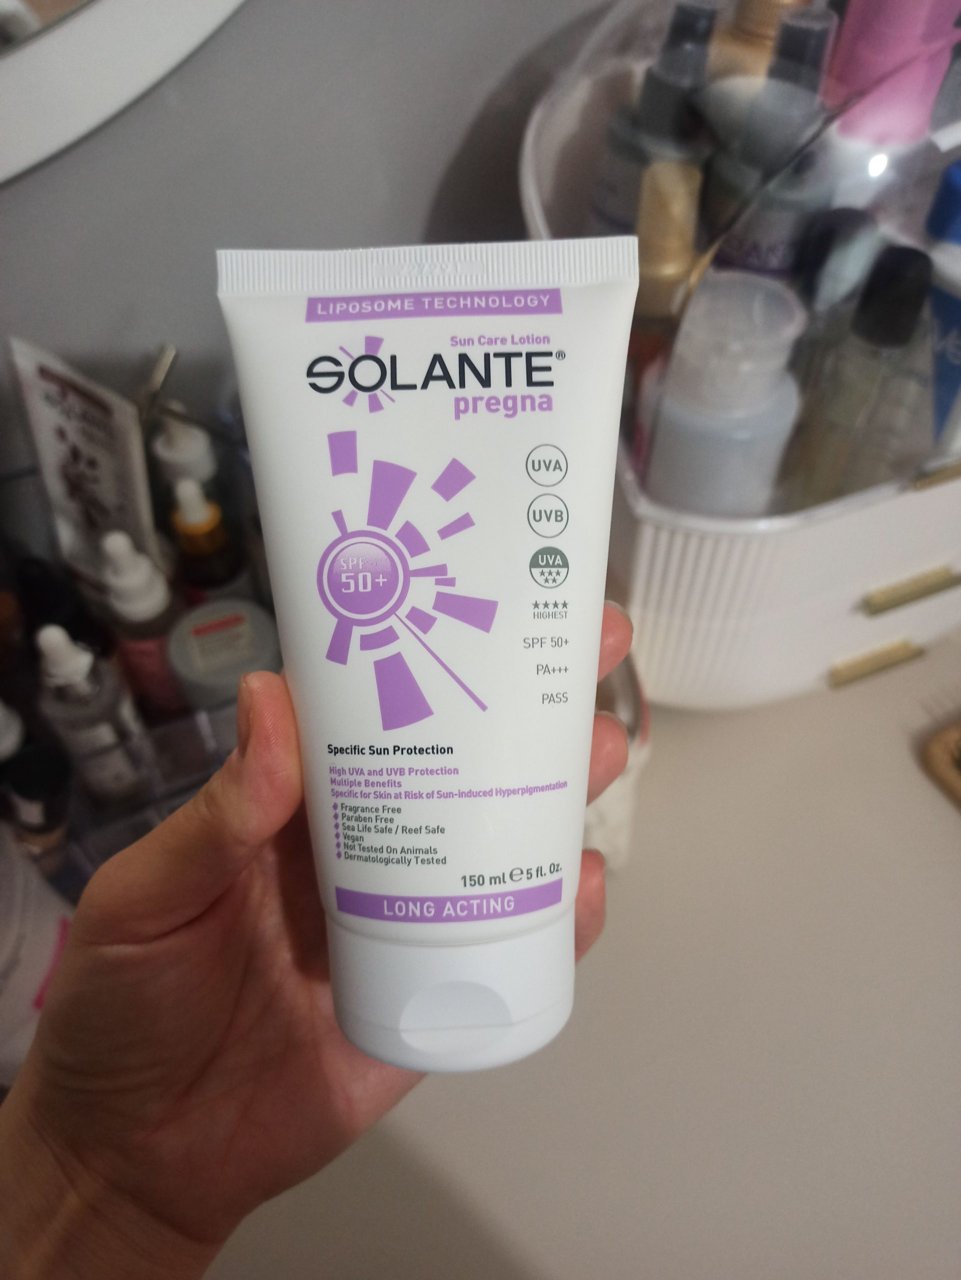 LIPOSOME TECHNOLOGY
Sun Care Lotion
SOLANTE®
pregna
UVA
UVB
UVA
HIGHEST
SPF 50+
PA+++
PASS
SPF
50+
Specific Sun Protection
High UVA and UVB Protection
Multiple Benefits
Specific for Skin at Risk of Sun-induced Hyperpigmentation
Fragrance Free
Paraben Free
Sea Life Safe / Reef Safe
Vegan
Not Tested On Animals
Dermatologically Tested
150 ml ℮ 5 fl. Oz.
LONG ACTING